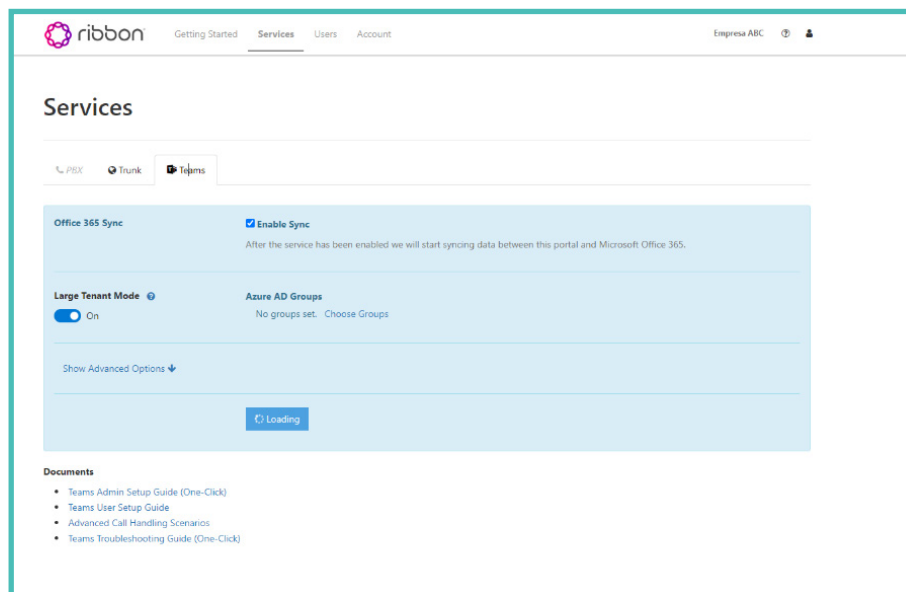 ribbon Getting Started Services Users Account Empresa ABC
Services
PBX Trunk Teams
Office 365 Sync Enable Sync
After the service has been enabled we will start syncing data between this portal and Microsoft Office 365.
Large Tenant Mode Azure AD Groups
On No groups set. Choose Groups
Show Advanced Options
Loading
Documents
Teams Admin Setup Guide (One-Click)
Teams User Setup Guide
Advanced Call Handling Scenarios
Teams Troubleshooting Guide (One-Click)